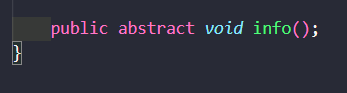 public abstract void info();
}